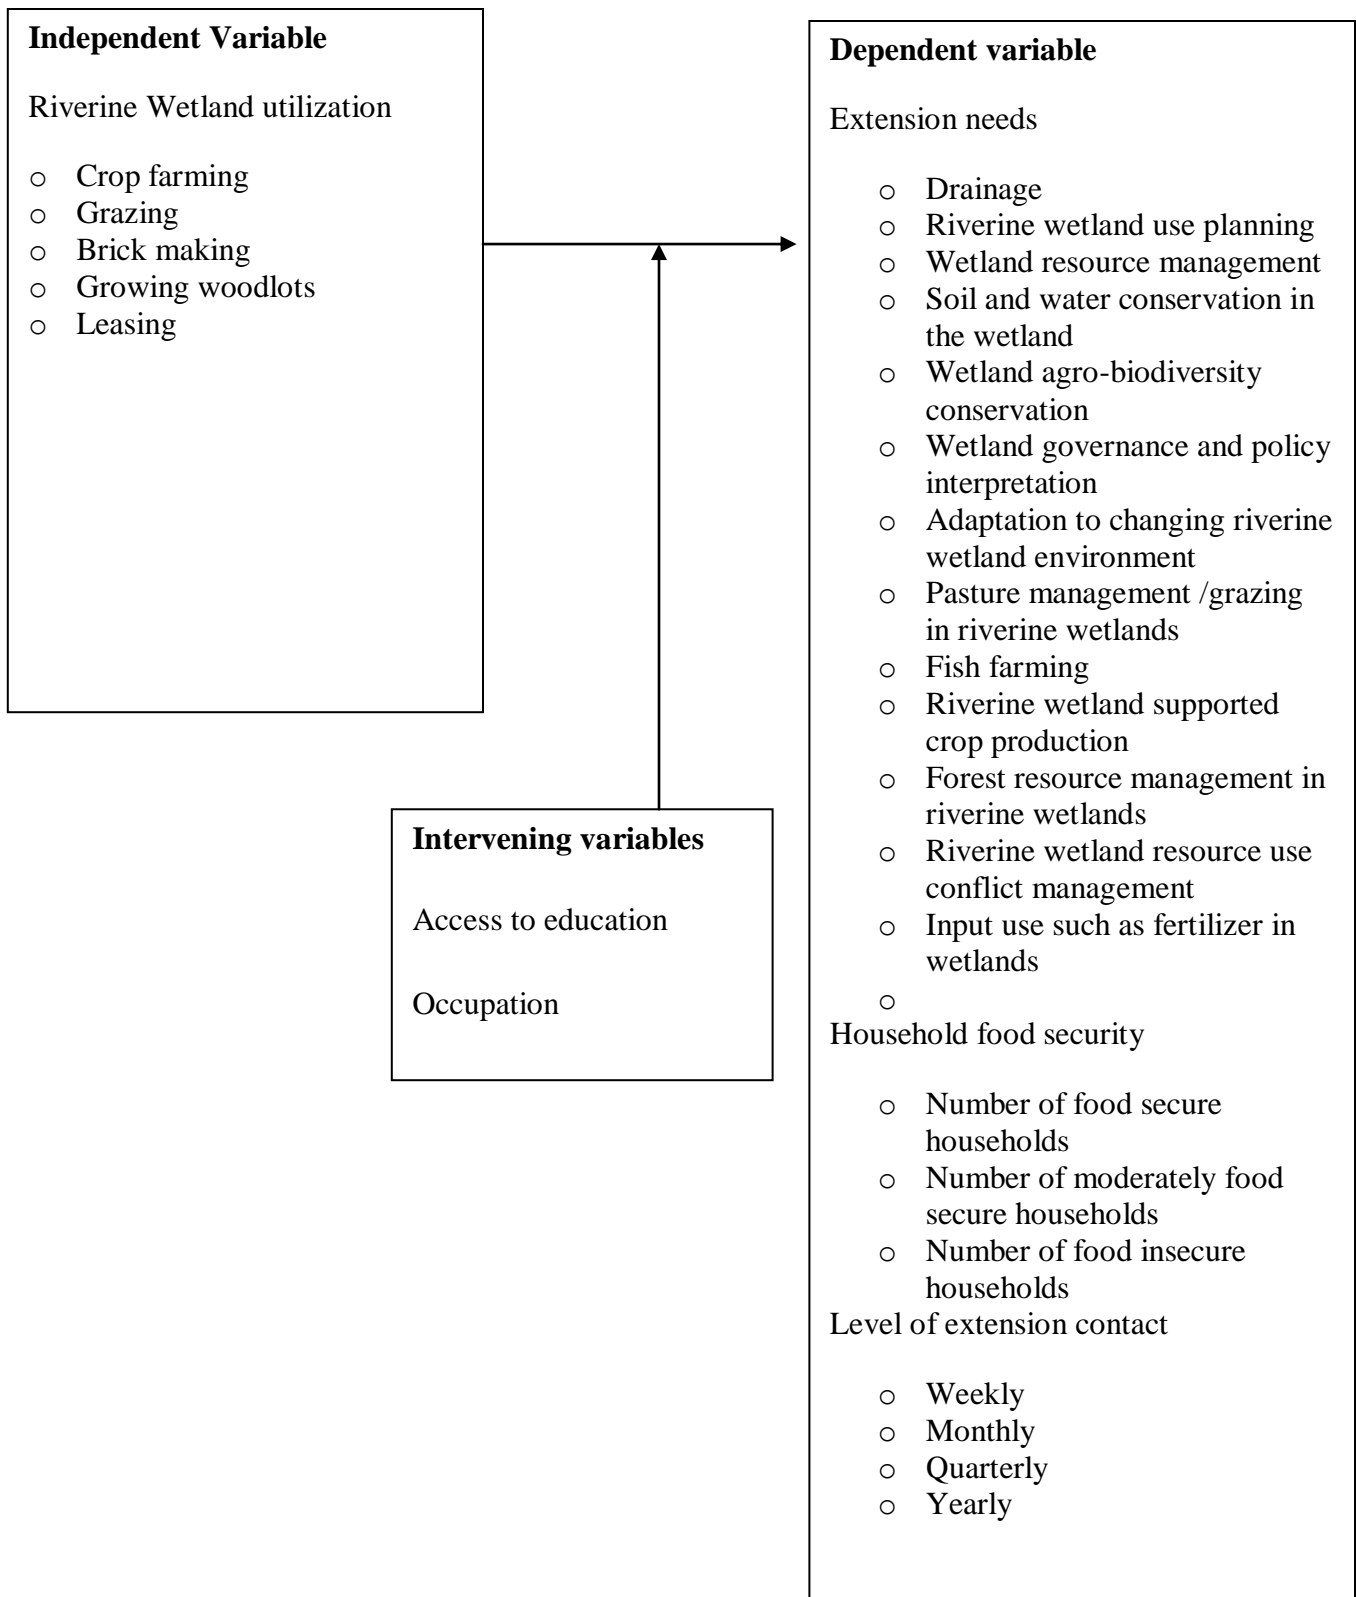 Independent Variable
Riverine Wetland utilization
o Crop farming
o Grazing
o Brick making
o Growing woodlots
o Leasing
Intervening variables
Access to education
Occupation
Dependent variable
Extension needs
o Drainage
o Riverine wetland use planning
o Wetland resource management
o Soil and water conservation in
the wetland
o Wetland agro-biodiversity
conservation
o Wetland governance and policy
interpretation
o Adaptation to changing riverine
wetland environment
o Pasture management /grazing
in riverine wetlands
o Fish farming
o Riverine wetland supported
crop production
o Forest resource management in
riverine wetlands
o Riverine wetland resource use
conflict management
o Input use such as fertilizer in
wetlands
o
Household food security
o Number of food secure
households
o Number of moderately food
secure households
o Number of food insecure
households
Level of extension contact
o Weekly
o Monthly
o Quarterly
o Yearly